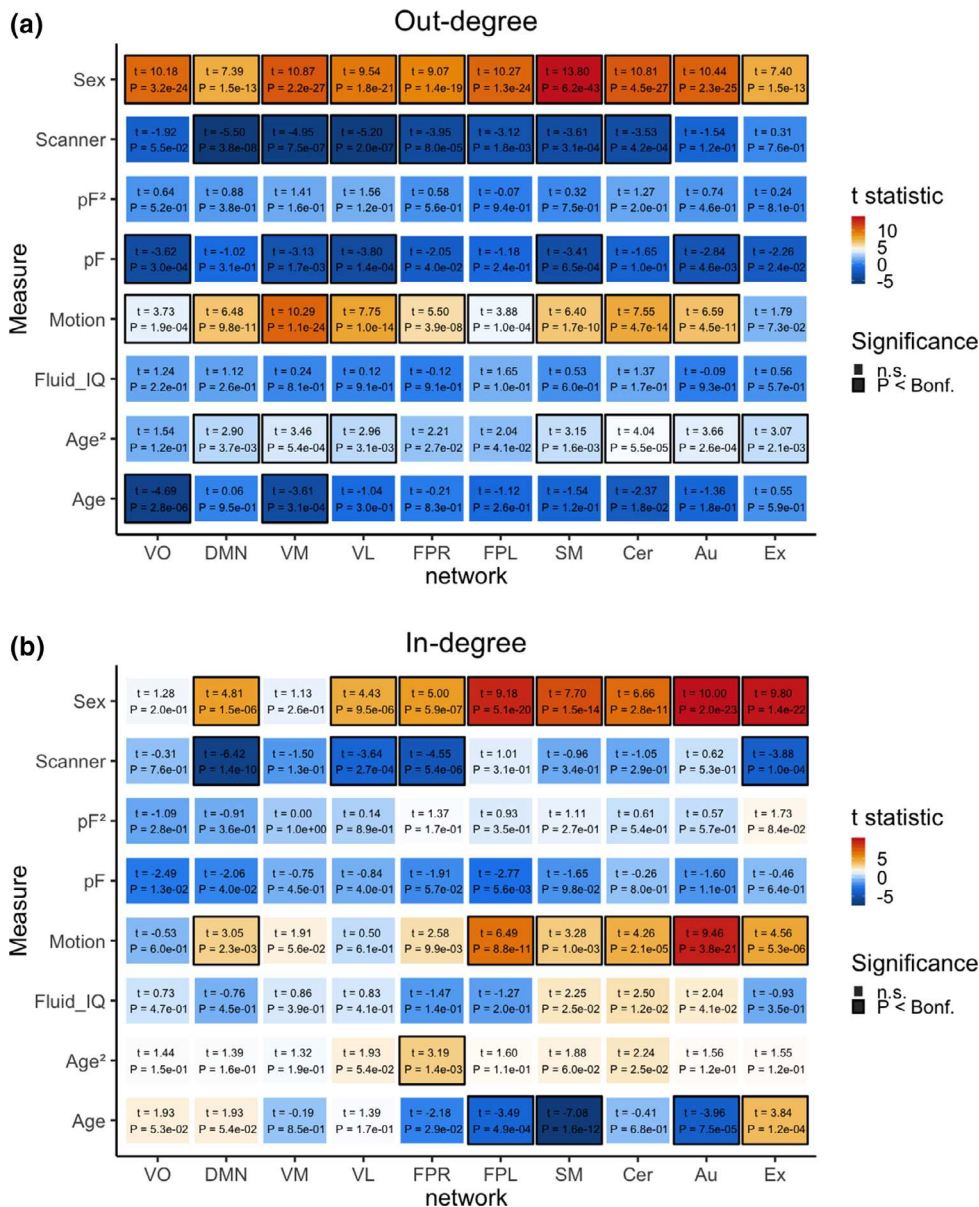 (a)
Out-degree
Sex
t = 10.18 t = 7.39 t = 10.87 t = 9.54 t = 9.07 t = 10.27 t = 13.80 t = 10.81 t = 10.44 t = 7.40
P = 3.2e-24 P = 1.5e-13 P = 2.2e-27 P = 1.8e-21 P = 1.4e-19 P = 1.3e-24 P = 6.2e-43 P = 4.5e-27 P = 2.3e-25 P = 1.5e-13
Scanner
t = -1.92 t = -5.50 t = -4.95 t = -5.20 t = -3.95 t = -3.12 t = -3.61 t = -3.53 t = -1.54 t = 0.31
P = 5.5e-02 P = 3.8e-08 P = 7.5e-07 P = 2.0e-07 P = 8.0e-05 P = 1.8e-03 P = 3.1e-04 P = 4.2e-04 P = 1.2e-01 P = 7.6e-01
pF²
t = 0.64 t = 0.88 t = 1.41 t = 1.56 t = 0.58 t = -0.07 t = 0.32 t = 1.27 t = 0.74 t = 0.24
P = 5.2e-01 P = 3.8e-01 P = 1.6e-01 P = 1.2e-01 P = 5.6e-01 P = 9.4e-01 P = 7.5e-01 P = 2.0e-01 P = 4.6e-01 P = 8.1e-01
pF
t = -3.62 t = -1.02 t = -3.13 t = -3.80 t = -2.05 t = -1.18 t = -3.41 t = -1.65 t = -2.84 t = -2.26
P = 3.0e-04 P = 3.1e-01 P = 1.7e-03 P = 1.4e-04 P = 4.0e-02 P = 2.4e-01 P = 6.5e-04 P = 1.0e-01 P = 4.6e-03 P = 2.4e-02
Motion
t = 3.73 t = 6.48 t = 10.29 t = 7.75 t = 5.50 t = 3.88 t = 6.40 t = 7.55 t = 6.59 t = 1.79
P = 1.9e-04 P = 9.8e-11 P = 1.1e-24 P = 1.0e-14 P = 3.9e-08 P = 1.0e-04 P = 1.7e-10 P = 4.7e-14 P = 4.5e-11 P = 7.3e-02
Fluid_IQ
t = 1.24 t = 1.12 t = 0.24 t = 0.12 t = -0.12 t = 1.65 t = 0.53 t = 1.37 t = -0.09 t = 0.56
P = 2.2e-01 P = 2.6e-01 P = 8.1e-01 P = 9.1e-01 P = 9.1e-01 P = 1.0e-01 P = 6.0e-01 P = 1.7e-01 P = 9.3e-01 P = 5.7e-01
Age²
t = 1.54 t = 2.90 t = 3.46 t = 2.96 t = 2.21 t = 2.04 t = 3.15 t = 4.04 t = 3.66 t = 3.07
P = 1.2e-01 P = 3.7e-03 P = 5.4e-04 P = 3.1e-03 P = 2.7e-02 P = 4.1e-02 P = 1.6e-03 P = 5.5e-05 P = 2.6e-04 P = 2.1e-03
Age
t = -4.69 t = 0.06 t = -3.61 t = -1.04 t = -0.21 t = -1.12 t = -1.54 t = -2.37 t = -1.36 t = 0.55
P = 2.8e-06 P = 9.5e-01 P = 3.1e-04 P = 3.0e-01 P = 8.3e-01 P = 2.6e-01 P = 1.2e-01 P = 1.8e-02 P = 1.8e-01 P = 5.9e-01
Measure
VO DMN VM VL FPR FPL SM Cer Au Ex
network
t statistic
10
5
0
-5
Significance
n.s.
P < Bonf.
(b)
In-degree
Sex
t = 1.28 t = 4.81 t = 1.13 t = 4.43 t = 5.00 t = 9.18 t = 7.70 t = 6.66 t = 10.00 t = 9.80
P = 2.0e-01 P = 1.5e-06 P = 2.6e-01 P = 9.5e-06 P = 5.9e-07 P = 5.1e-20 P = 1.5e-14 P = 2.8e-11 P = 2.0e-23 P = 1.4e-22
Scanner
t = -0.31 t = -6.42 t = -1.50 t = -3.64 t = -4.55 t = 1.01 t = -0.96 t = -1.05 t = 0.62 t = -3.88
P = 7.6e-01 P = 1.4e-10 P = 1.3e-01 P = 2.7e-04 P = 5.4e-06 P = 3.1e-01 P = 3.4e-01 P = 2.9e-01 P = 5.3e-01 P = 1.0e-04
pF²
t = -1.09 t = -0.91 t = 0.00 t = 0.14 t = 1.37 t = 0.93 t = 1.11 t = 0.61 t = 0.57 t = 1.73
P = 2.8e-01 P = 3.6e-01 P = 1.0e+00 P = 8.9e-01 P = 1.7e-01 P = 3.5e-01 P = 2.7e-01 P = 5.4e-01 P = 5.7e-01 P = 8.4e-02
pF
t = -2.49 t = -2.06 t = -0.75 t = -0.84 t = -1.91 t = -2.77 t = -1.65 t = -0.26 t = -1.60 t = -0.46
P = 1.3e-02 P = 4.0e-02 P = 4.5e-01 P = 4.0e-01 P = 5.7e-02 P = 5.6e-03 P = 9.8e-02 P = 8.0e-01 P = 1.1e-01 P = 6.4e-01
Motion
t = -0.53 t = 3.05 t = 1.91 t = 0.50 t = 2.58 t = 6.49 t = 3.28 t = 4.26 t = 9.46 t = 4.56
P = 6.0e-01 P = 2.3e-03 P = 5.6e-02 P = 6.1e-01 P = 9.9e-03 P = 8.8e-11 P = 1.0e-03 P = 2.1e-05 P = 3.8e-21 P = 5.3e-06
Fluid_IQ
t = 0.73 t = -0.76 t = 0.86 t = 0.83 t = -1.47 t = -1.27 t = 2.25 t = 2.50 t = 2.04 t = -0.93
P = 4.7e-01 P = 4.5e-01 P = 3.9e-01 P = 4.1e-01 P = 1.4e-01 P = 2.0e-01 P = 2.5e-02 P = 1.2e-02 P = 4.1e-02 P = 3.5e-01
Age²
t = 1.44 t = 1.39 t = 1.32 t = 1.93 t = 3.19 t = 1.60 t = 1.88 t = 2.24 t = 1.56 t = 1.55
P = 1.5e-01 P = 1.6e-01 P = 1.9e-01 P = 5.4e-02 P = 1.4e-03 P = 1.1e-01 P = 6.0e-02 P = 2.5e-02 P = 1.2e-01 P = 1.2e-01
Age
t = 1.93 t = 1.93 t = -0.19 t = 1.39 t = -2.18 t = -3.49 t = -7.08 t = -0.41 t = -3.96 t = 3.84
P = 5.3e-02 P = 5.4e-02 P = 8.5e-01 P = 1.7e-01 P = 2.9e-02 P = 4.9e-04 P = 1.6e-12 P = 6.8e-01 P = 7.5e-05 P = 1.2e-04
Measure
VO DMN VM VL FPR FPL SM Cer Au Ex
network
t statistic
5
0
-5
Significance
n.s.
P < Bonf.